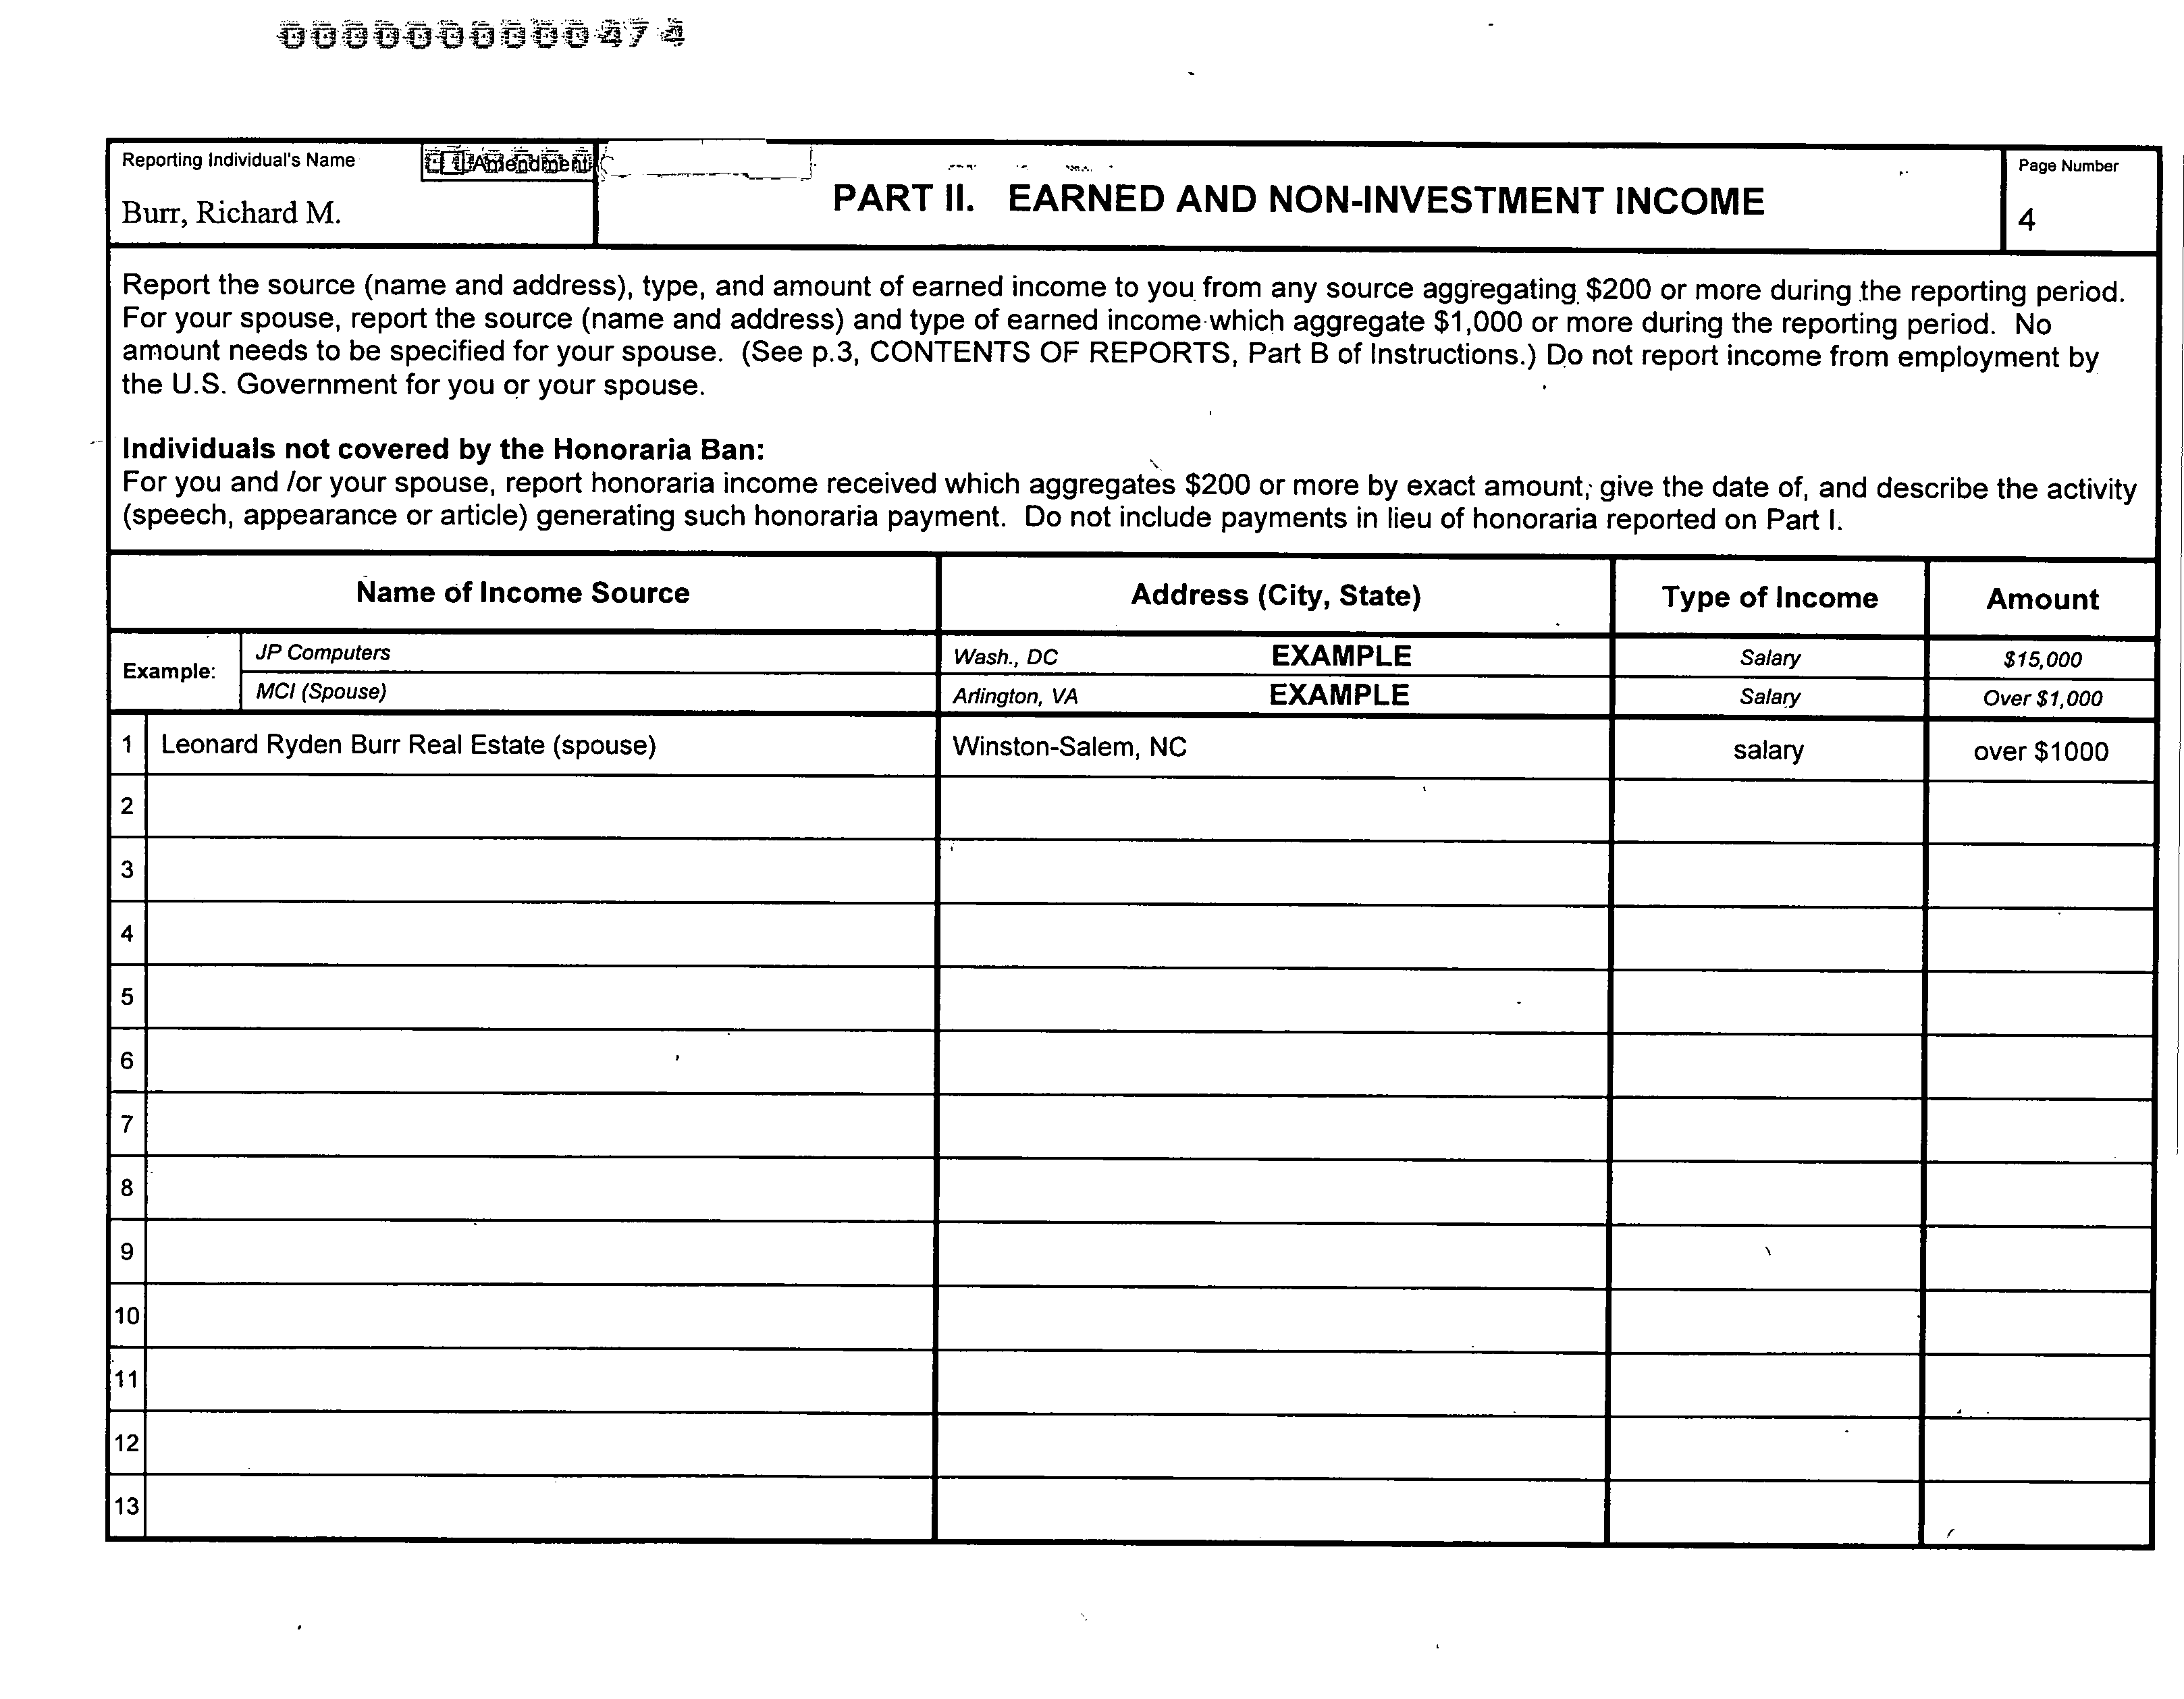 0000000000474
Reporting Individual's Name
Amendment
Burr, Richard M.
PART II. EARNED AND NON-INVESTMENT INCOME
Page Number
4
Report the source (name and address), type, and amount of earned income to you from any source aggregating $200 or more during the reporting period.
For your spouse, report the source (name and address) and type of earned income which aggregate $1,000 or more during the reporting period. No
amount needs to be specified for your spouse. (See p.3, CONTENTS OF REPORTS, Part B of Instructions.) Do not report income from employment by
the U.S. Government for you or your spouse.
Individuals not covered by the Honoraria Ban:
For you and /or your spouse, report honoraria income received which aggregates $200 or more by exact amount, give the date of, and describe the activity
(speech, appearance or article) generating such honoraria payment. Do not include payments in lieu of honoraria reported on Part I.
Name of Income Source Address (City, State) Type of Income Amount
Example:
JP Computers Wash., DC EXAMPLE Salary $15,000
MCI (Spouse) Arlington, VA EXAMPLE Salary Over $1,000
1 Leonard Ryden Burr Real Estate (spouse) Winston-Salem, NC salary over $1000
2
3
4
5
6
7
8
9
10
11
12
13